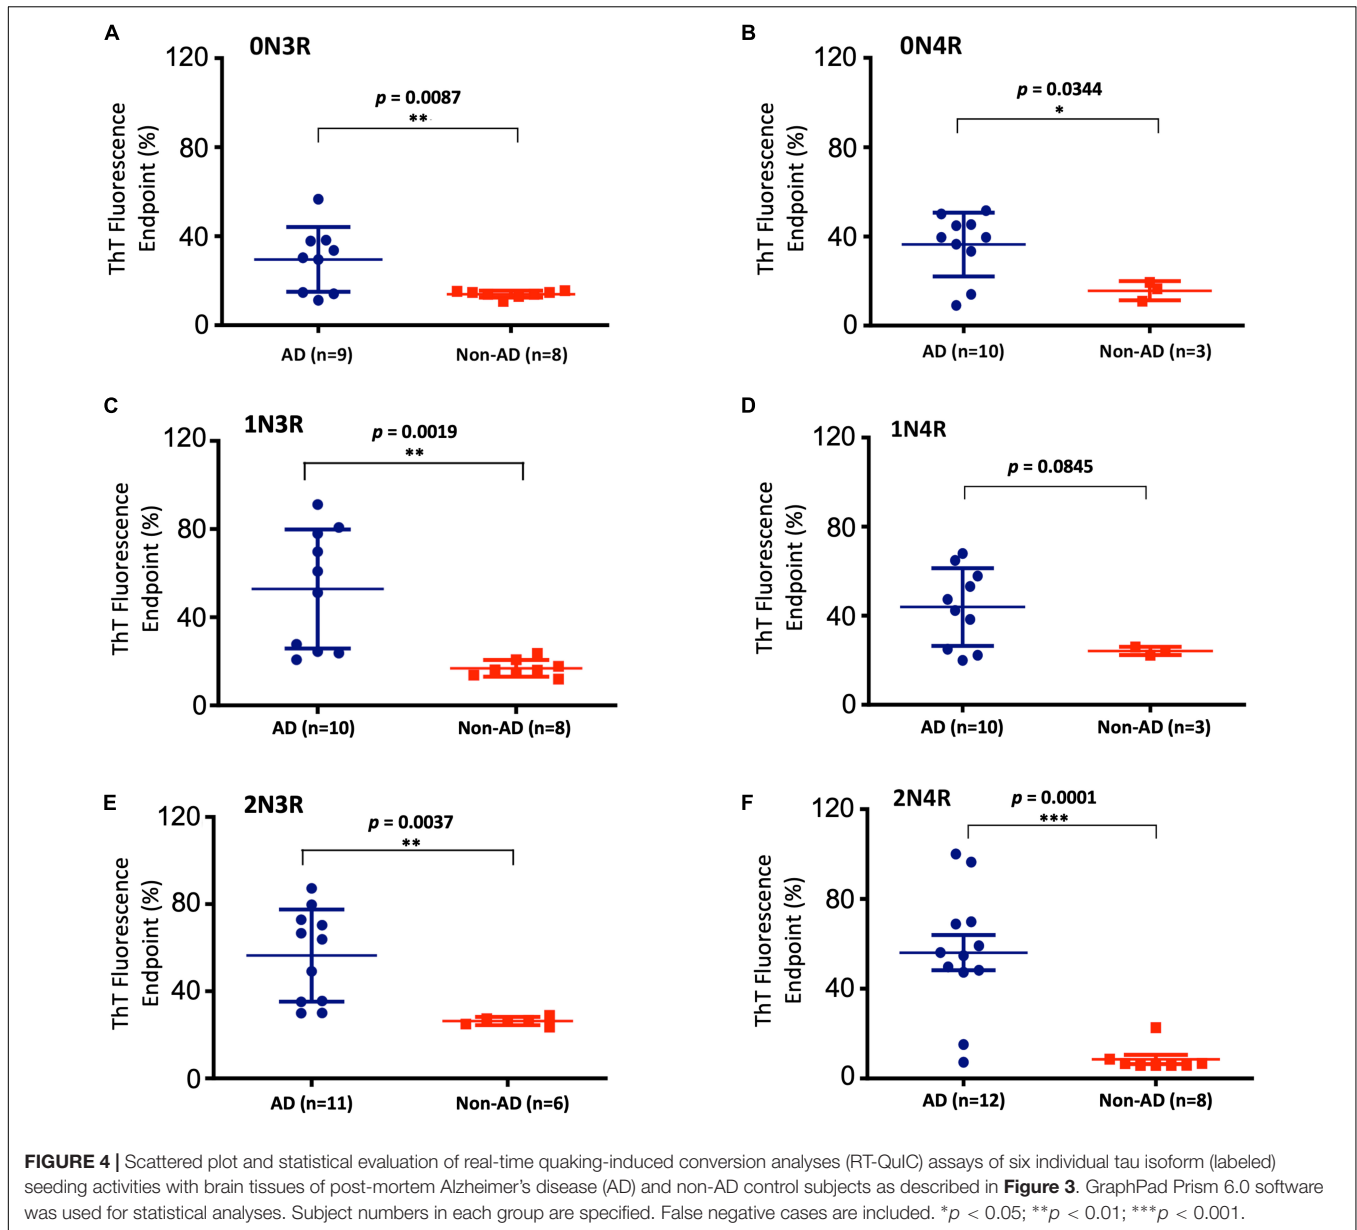 A
0N3R
p = 0.0087
**
ThT Fluorescence
Endpoint (%)
120
80
40
0
AD (n=9)
Non-AD (n=8)
B
0N4R
p = 0.0344
*
ThT Fluorescence
Endpoint (%)
120
80
40
0
AD (n=10)
Non-AD (n=3)
C
1N3R
p = 0.0019
**
ThT Fluorescence
Endpoint (%)
120
80
40
0
AD (n=10)
Non-AD (n=8)
D
1N4R
p = 0.0845
ThT Fluorescence
Endpoint (%)
120
80
40
0
AD (n=10)
Non-AD (n=3)
E
2N3R
p = 0.0037
**
ThT Fluorescence
Endpoint (%)
120
80
40
0
AD (n=11)
Non-AD (n=6)
F
2N4R
p = 0.0001
***
ThT Fluorescence
Endpoint (%)
120
80
40
0
AD (n=12)
Non-AD (n=8)
FIGURE 4 | Scattered plot and statistical evaluation of real-time quaking-induced conversion analyses (RT-QuIC) assays of six individual tau isoform (labeled)
seeding activities with brain tissues of post-mortem Alzheimer's disease (AD) and non-AD control subjects as described in Figure 3. GraphPad Prism 6.0 software
was used for statistical analyses. Subject numbers in each group are specified. False negative cases are included. *p < 0.05; **p < 0.01; ***p < 0.001.